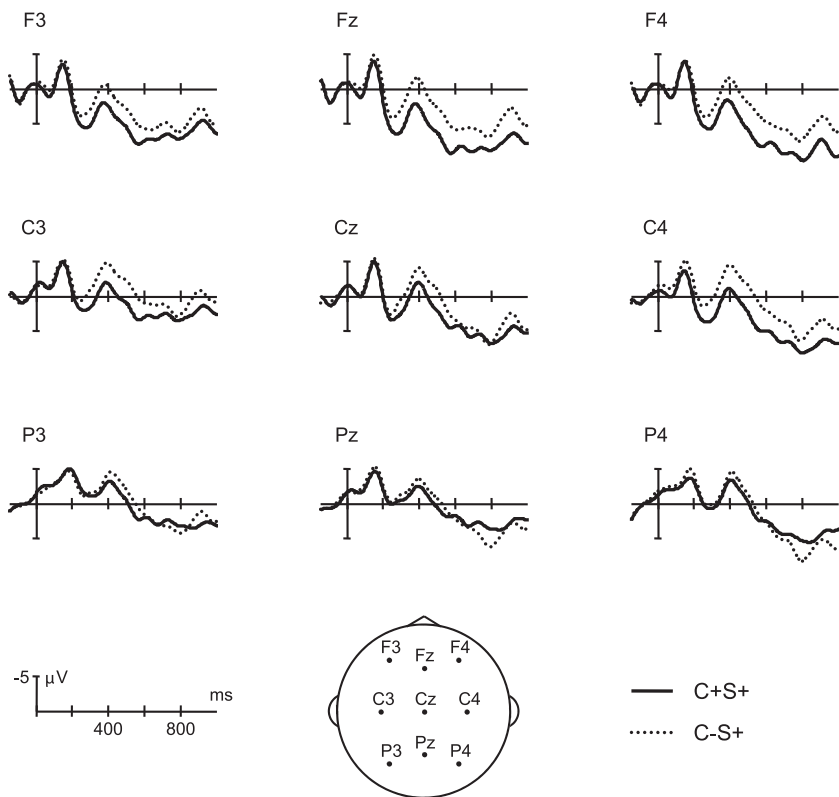 F3 Fz F4
C3 Cz C4
P3 Pz P4
-5 µV
ms
400 800
F3 Fz F4
C3 Cz C4
P3 Pz P4
C+S+
C-S+